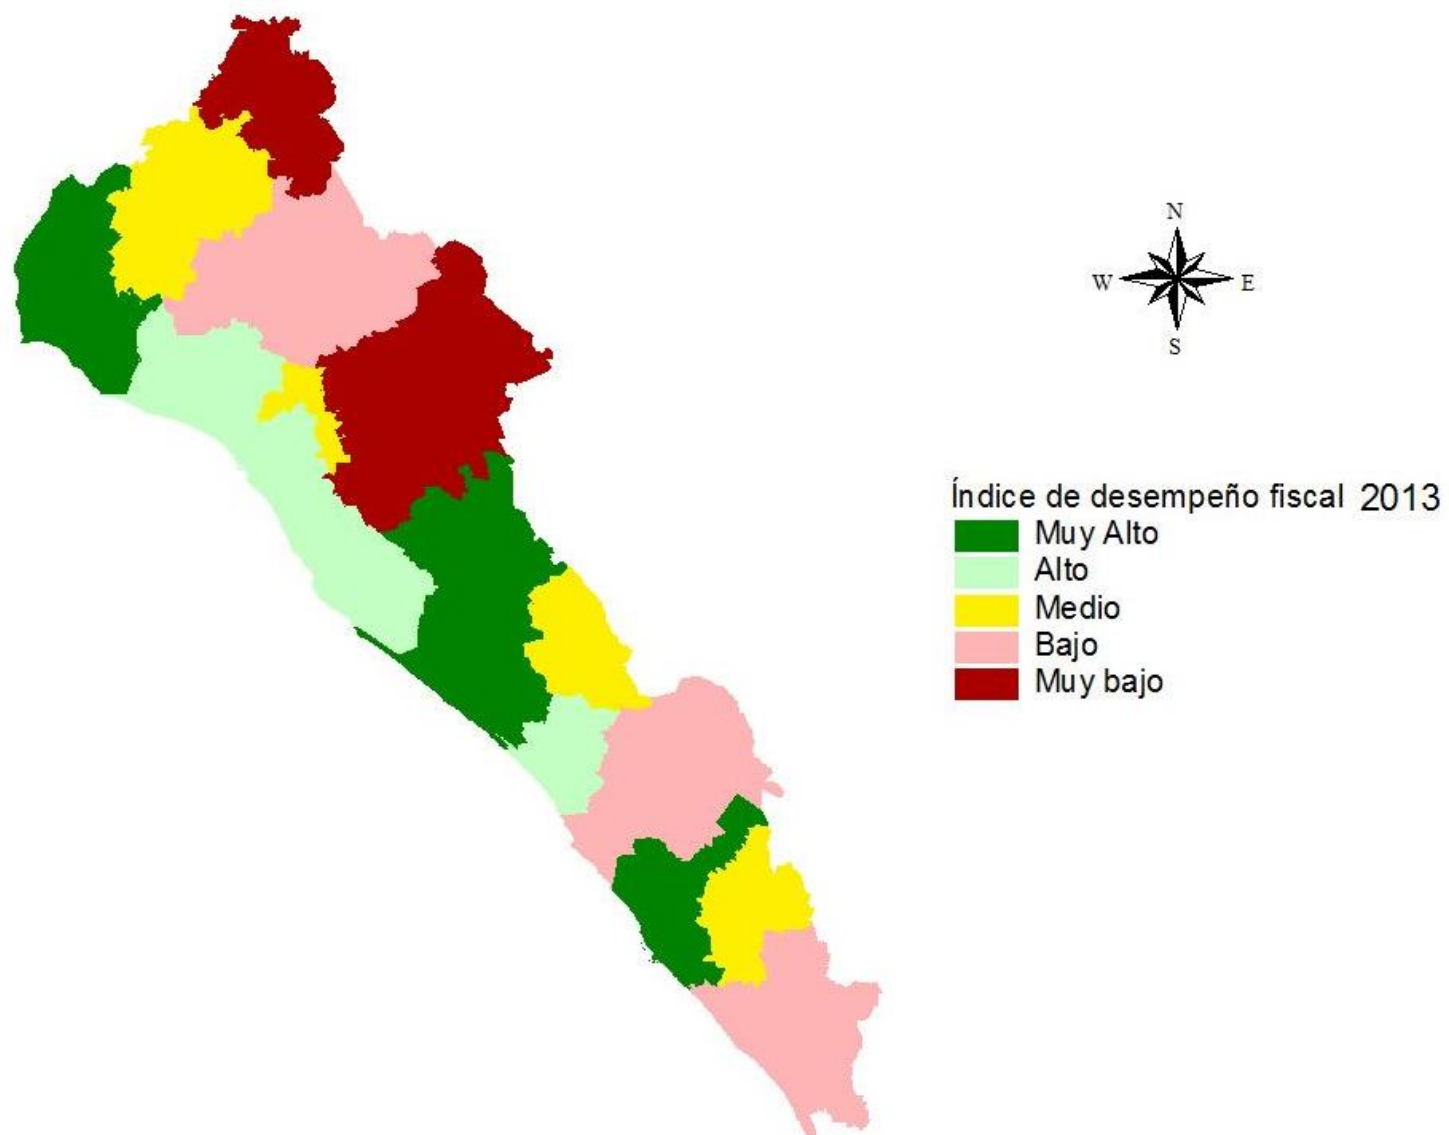 N
W E
S
Índice de desempeño fiscal 2013
Muy Alto
Alto
Medio
Bajo
Muy bajo